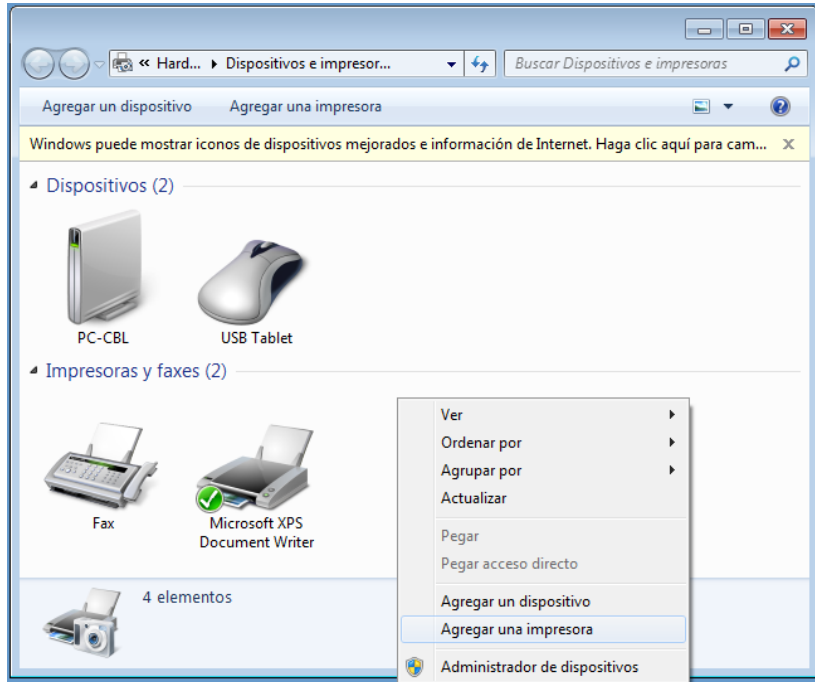 « Hard... ▸ Dispositivos e impresor...
Buscar Dispositivos e impresoras
Agregar un dispositivo
Agregar una impresora
Windows puede mostrar iconos de dispositivos mejorados e información de Internet. Haga clic aquí para cam...
Dispositivos (2)
PC-CBL
USB Tablet
Impresoras y faxes (2)
Fax
Microsoft XPS
Document Writer
4 elementos
Ver
Ordenar por
Agrupar por
Actualizar
Pegar
Pegar acceso directo
Agregar un dispositivo
Agregar una impresora
Administrador de dispositivos